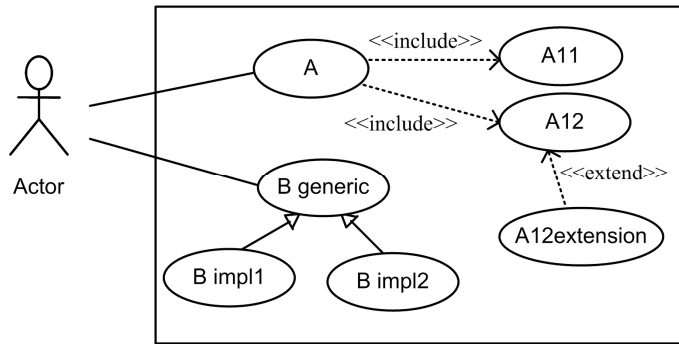 <<include>>
A
A11
<<include>>
A12
Actor
B generic
<<extend>>
A12extension
B impl1
B impl2